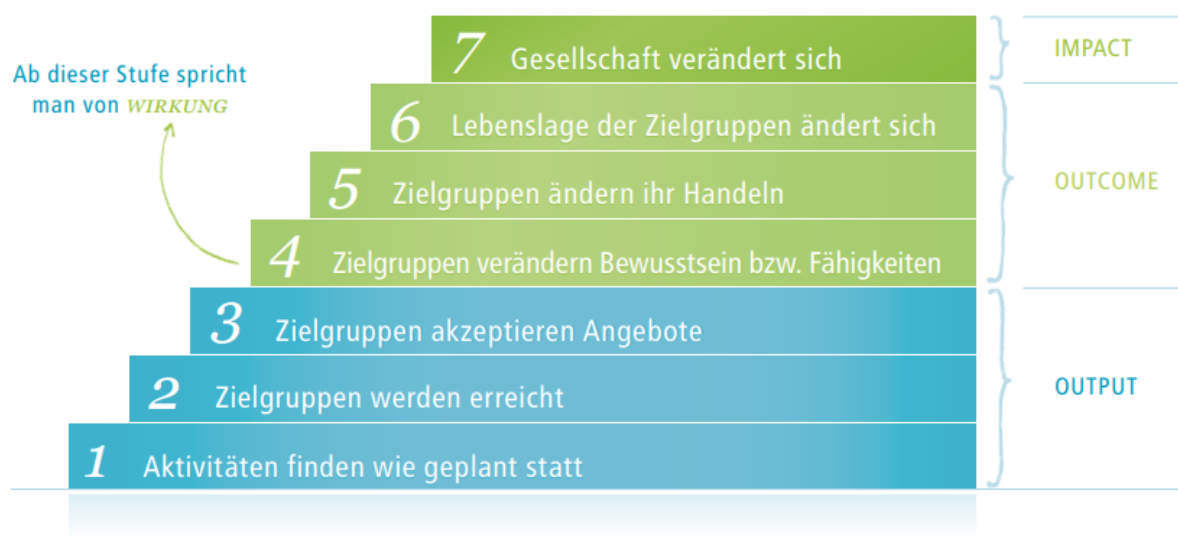 7 Gesellschaft verändert sich
IMPACT
Ab dieser Stufe spricht
man von WIRKUNG
6 Lebenslage der Zielgruppen ändert sich
5 Zielgruppen ändern ihr Handeln
OUTCOME
4 Zielgruppen verändern Bewusstsein bzw. Fähigkeiten
3 Zielgruppen akzeptieren Angebote
2 Zielgruppen werden erreicht
OUTPUT
1 Aktivitäten finden wie geplant statt